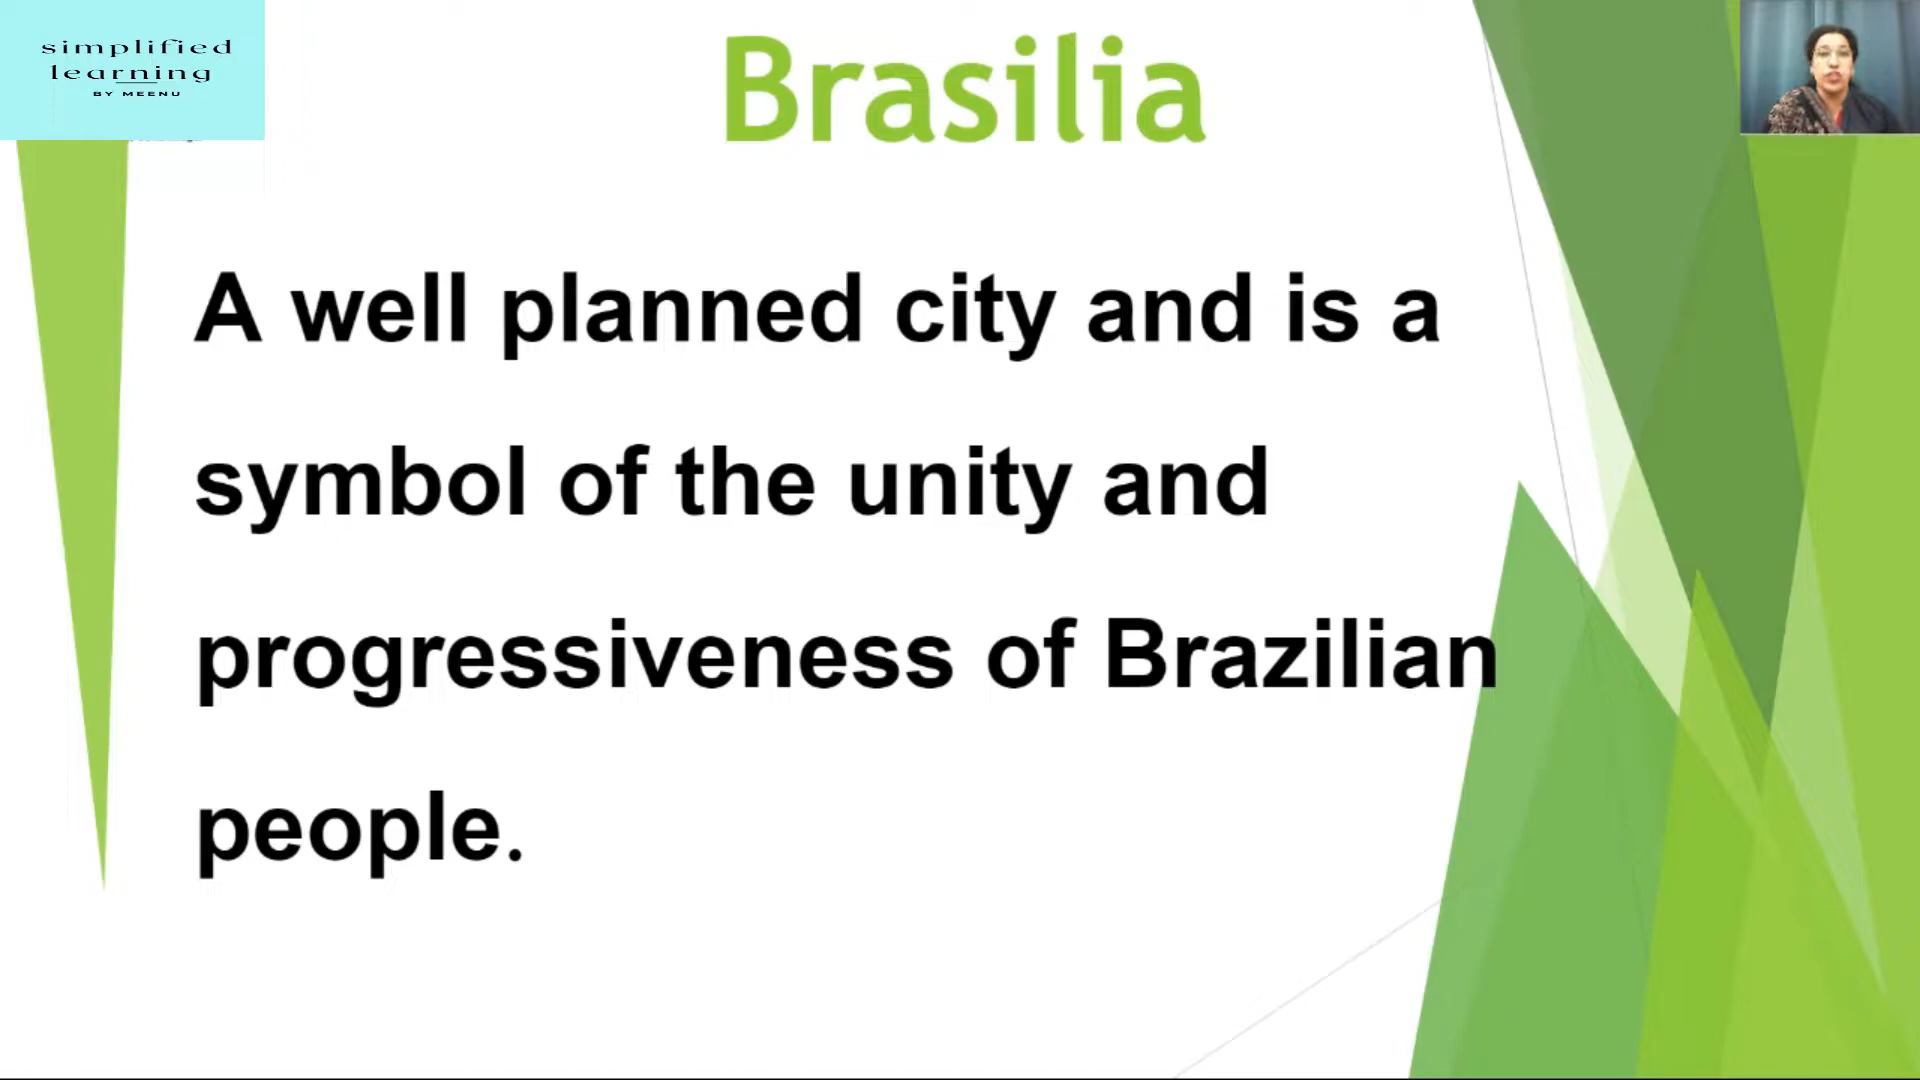 simplified
learning
BY MEENU
Brasilia
A well planned city and is a
symbol of the unity and
progressiveness of Brazilian
people.